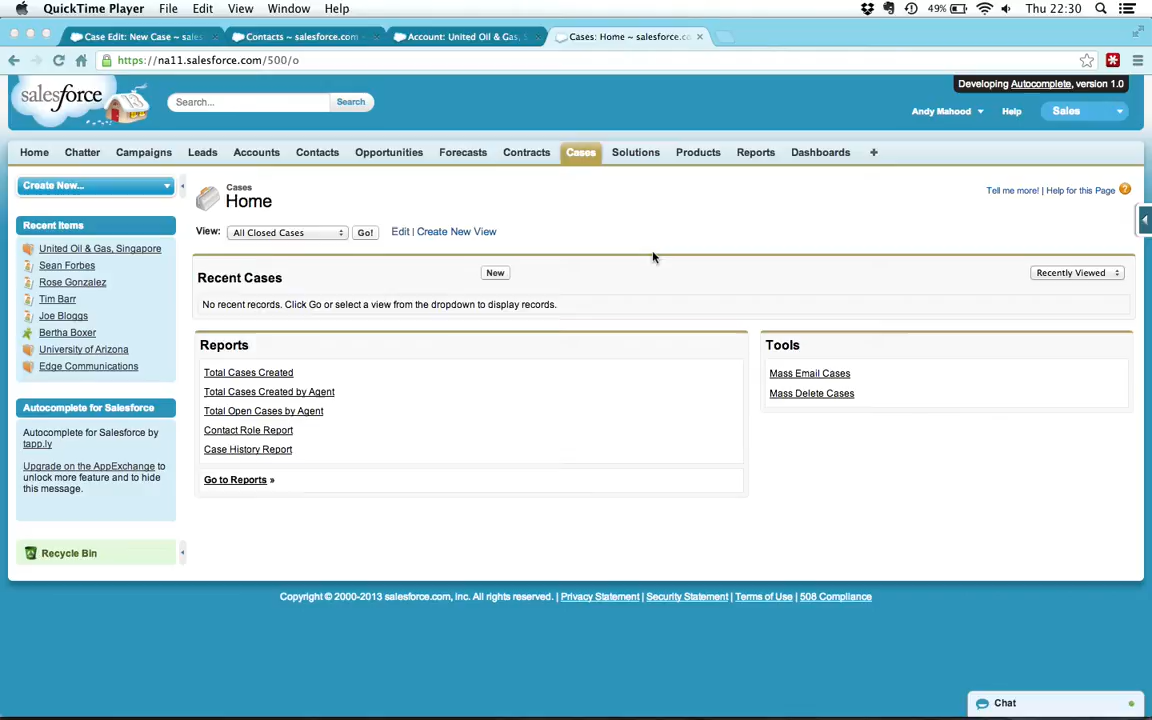 QuickTime Player File Edit View Window Help 49% Thu 22:30
Case Edit: New Case ~ sales Contacts ~ salesforce.com Account: United Oil & Gas, S Cases: Home ~ salesforce.co
https://na11.salesforce.com/500/o
salesforce Search... Search
Developing Autocomplete, version 1.0
Andy Mahood Help Sales
Home Chatter Campaigns Leads Accounts Contacts Opportunities Forecasts Contracts Cases Solutions Products Reports Dashboards +
Create New...
Recent Items
United Oil & Gas, Singapore
Sean Forbes
Rose Gonzalez
Tim Barr
Joe Bloggs
Bertha Boxer
University of Arizona
Edge Communications
Autocomplete for Salesforce
Autocomplete for Salesforce by
tapp.ly
Upgrade on the AppExchange to
unlock more feature and to hide
this message.
Recycle Bin
Cases
Home
Tell me more! | Help for this Page ?
View: All Closed Cases Go! Edit | Create New View
Recent Cases New Recently Viewed
No recent records. Click Go or select a view from the dropdown to display records.
Reports
Total Cases Created
Total Cases Created by Agent
Total Open Cases by Agent
Contact Role Report
Case History Report
Go to Reports »
Tools
Mass Email Cases
Mass Delete Cases
Copyright © 2000-2013 salesforce.com, inc. All rights reserved. | Privacy Statement | Security Statement | Terms of Use | 508 Compliance
Chat